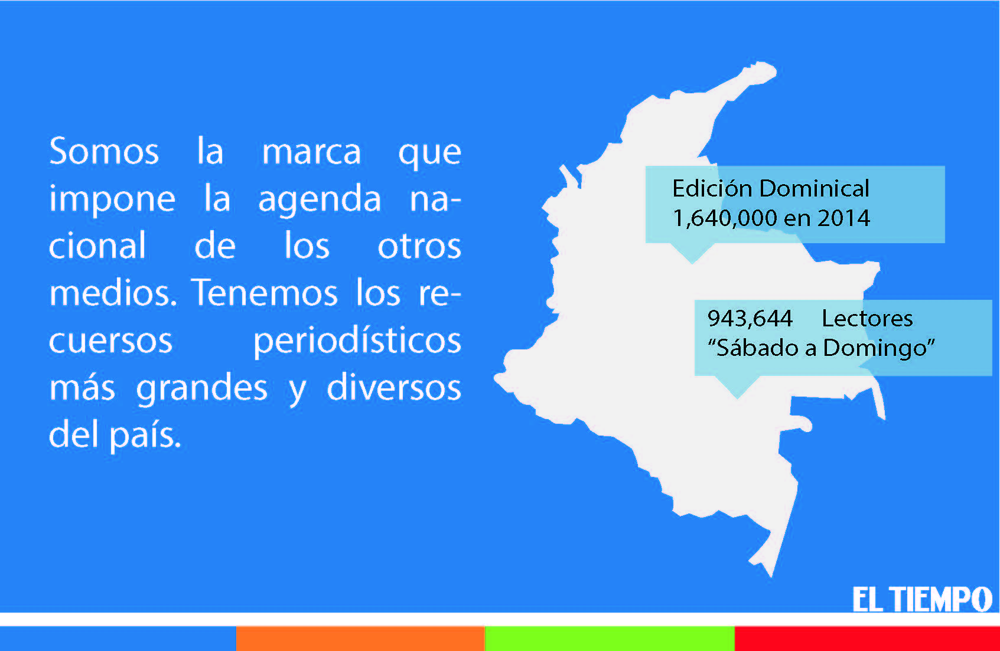 Somos la marca que
impone la agenda na-
cional de los otros
medios. Tenemos los re-
cuersos periodísticos
más grandes y diversos
del país.
Edición Dominical
1,640,000 en 2014
943,644 Lectores
“Sábado a Domingo”
EL TIEMPO